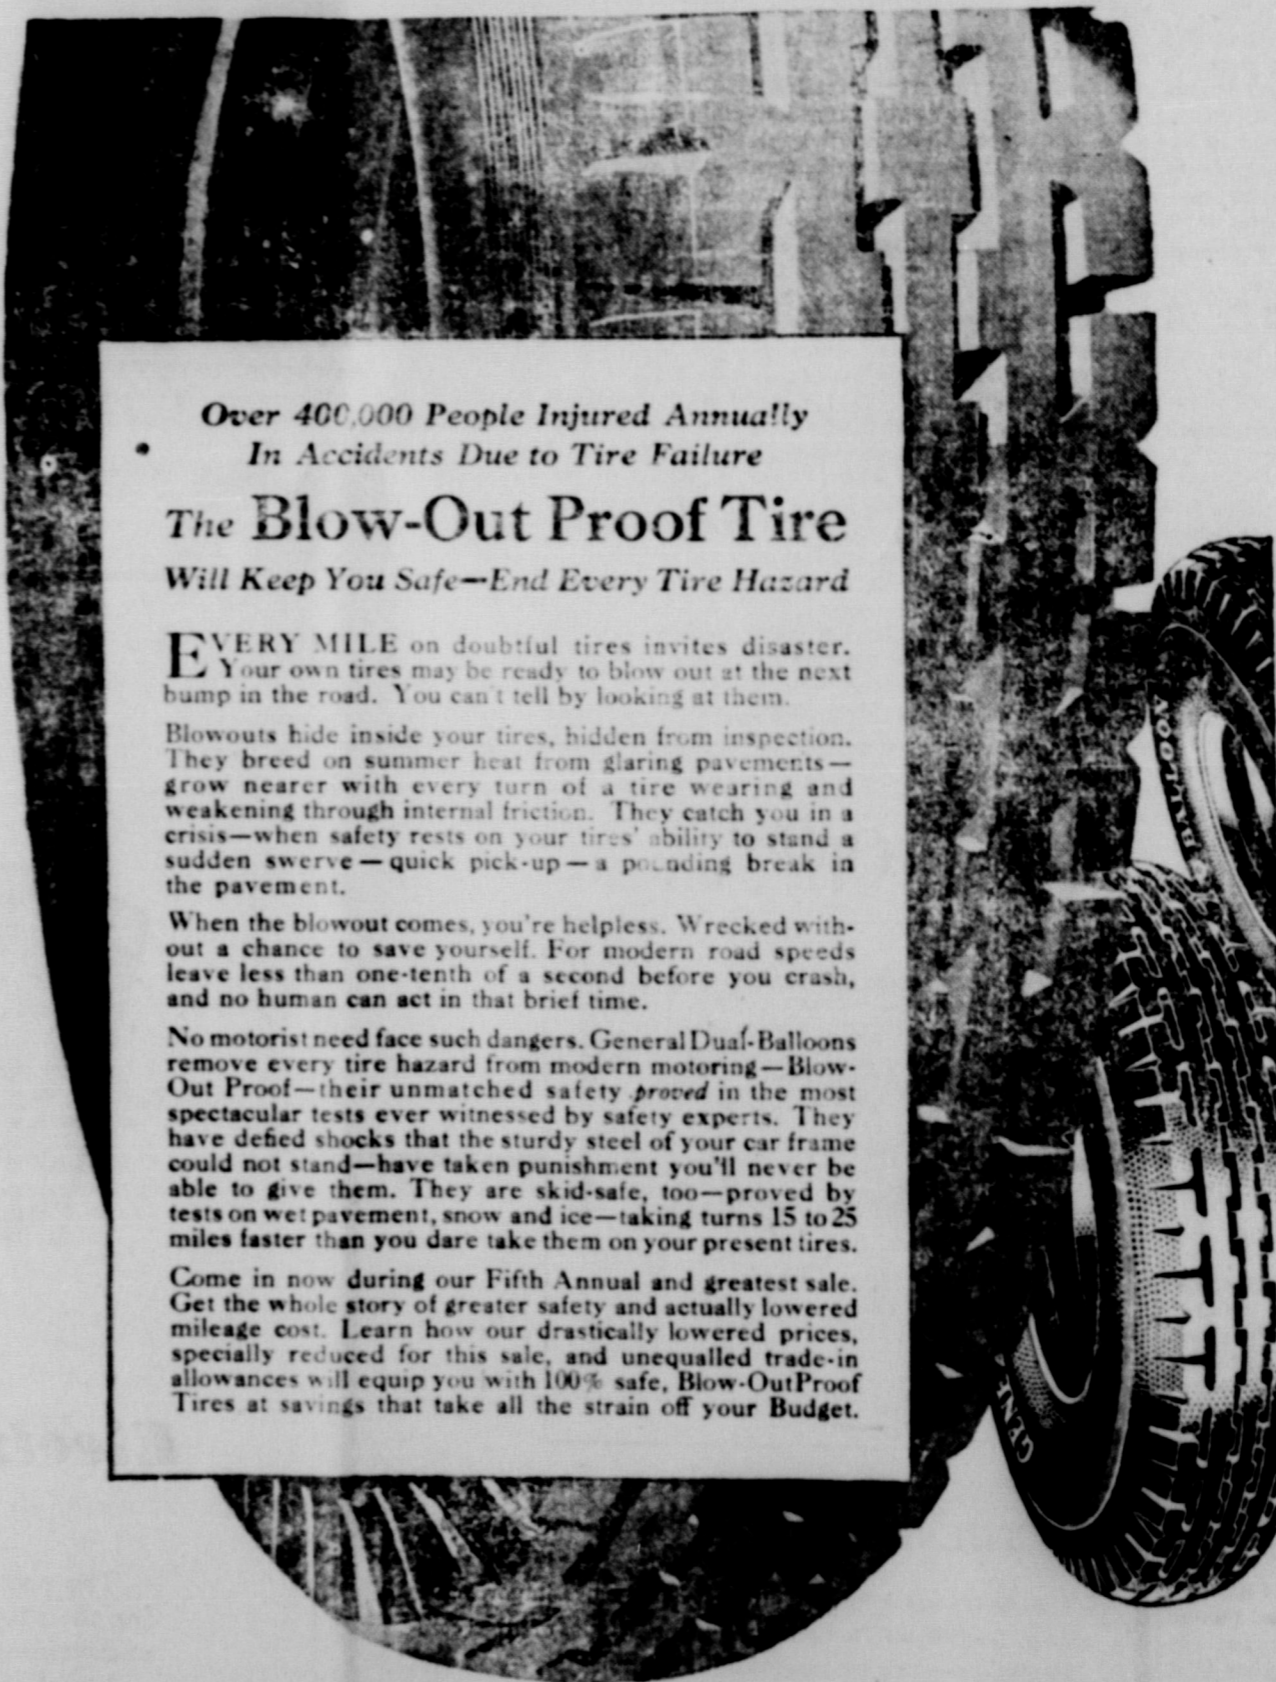 Over 400,000 People Injured Annually
In Accidents Due to Tire Failure
The Blow-Out Proof Tire
Will Keep You Safe—End Every Tire Hazard
EVERY MILE on doubtful tires invites disaster.
Your own tires may be ready to blow out at the next
bump in the road. You can't tell by looking at them.
Blowouts hide inside your tires, hidden from inspection.
They breed on summer heat from glaring pavements—
grow nearer with every turn of a tire wearing and
weakening through internal friction. They catch you in a
crisis—when safety rests on your tires' ability to stand a
sudden swerve—quick pick-up—a pounding break in
the pavement.
When the blowout comes, you're helpless. Wrecked with-
out a chance to save yourself. For modern road speeds
leave less than one-tenth of a second before you crash,
and no human can act in that brief time.
No motorist need face such dangers. General Dual-Balloons
remove every tire hazard from modern motoring—Blow-
Out Proof—their unmatched safety proved in the most
spectacular tests ever witnessed by safety experts. They
have defied shocks that the sturdy steel of your car frame
could not stand—have taken punishment you'll never be
able to give them. They are skid-safe, too—proved by
tests on wet pavement, snow and ice—taking turns 15 to 25
miles faster than you dare take them on your present tires.
Come in now during our Fifth Annual and greatest sale.
Get the whole story of greater safety and actually lowered
mileage cost. Learn how our drastically lowered prices,
specially reduced for this sale, and unequalled trade-in
allowances will equip you with 100% safe, Blow-Out Proof
Tires at savings that take all the strain off your Budget.
BALLOON
GENE